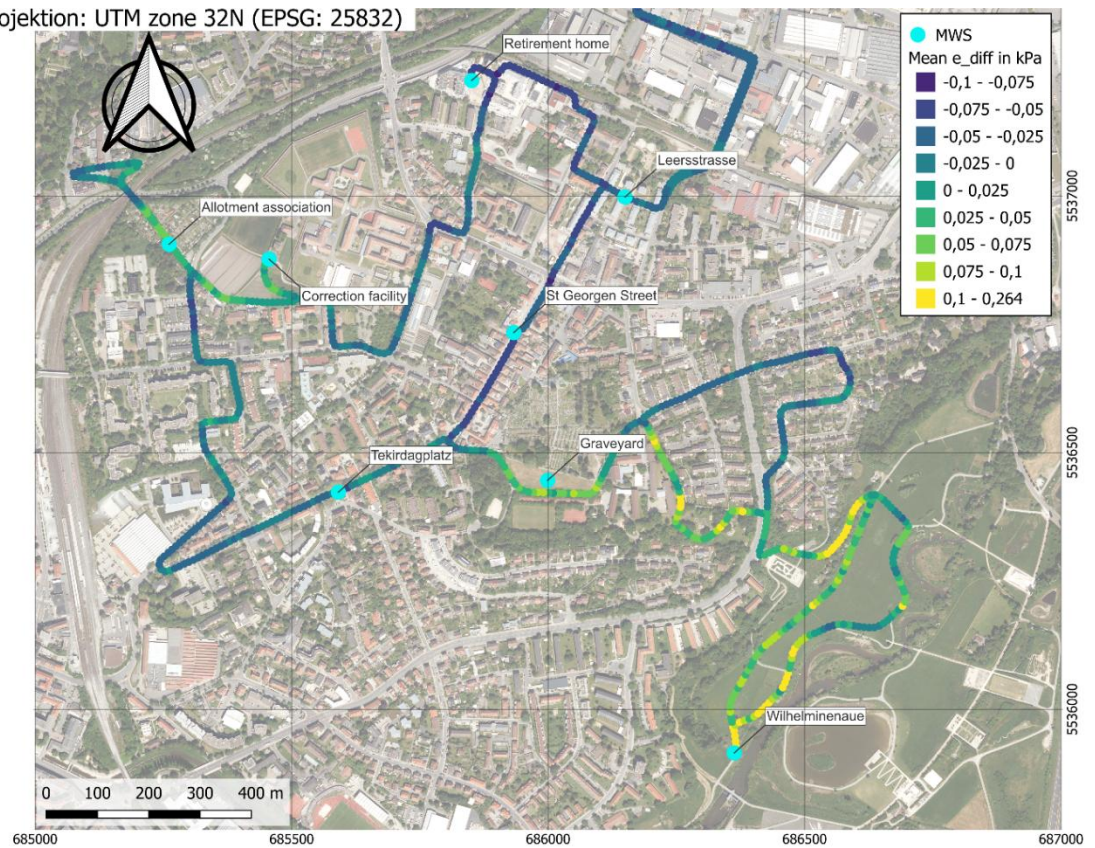 ojektion: UTM zone 32N (EPSG: 25832)
MWS
Mean e_diff in kPa
-0,1 - -0,075
-0,075 - -0,05
-0,05 - -0,025
-0,025 - 0
0 - 0,025
0,025 - 0,05
0,05 - 0,075
0,075 - 0,1
0,1 - 0,264
Retirement home
Leersstrasse
Allotment association
Correction facility
St Georgen Street
Graveyard
Tekirdagplatz
Wilhelminenaue
5537000
5536500
5536000
0 100 200 300 400 m
685000 685500 686000 686500 687000